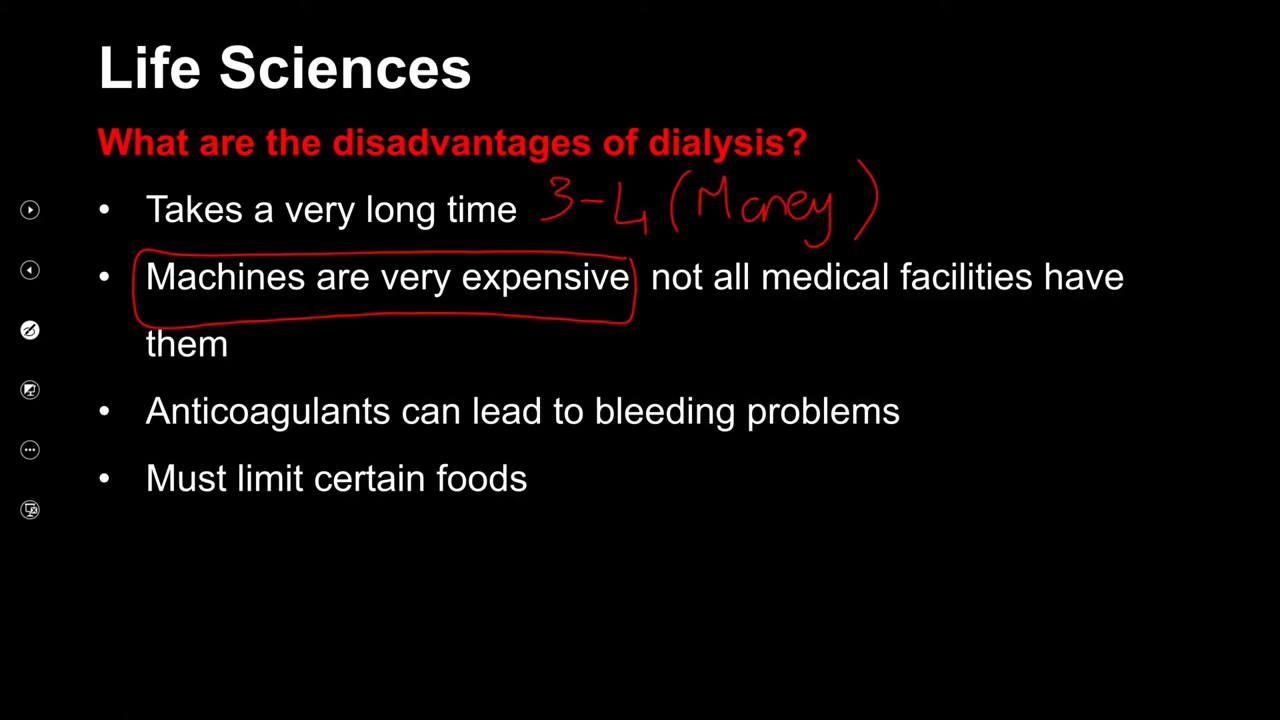 Life Sciences
What are the disadvantages of dialysis?
• Takes a very long time 3-4 (Money)
• Machines are very expensive not all medical facilities have
them
• Anticoagulants can lead to bleeding problems
• Must limit certain foods